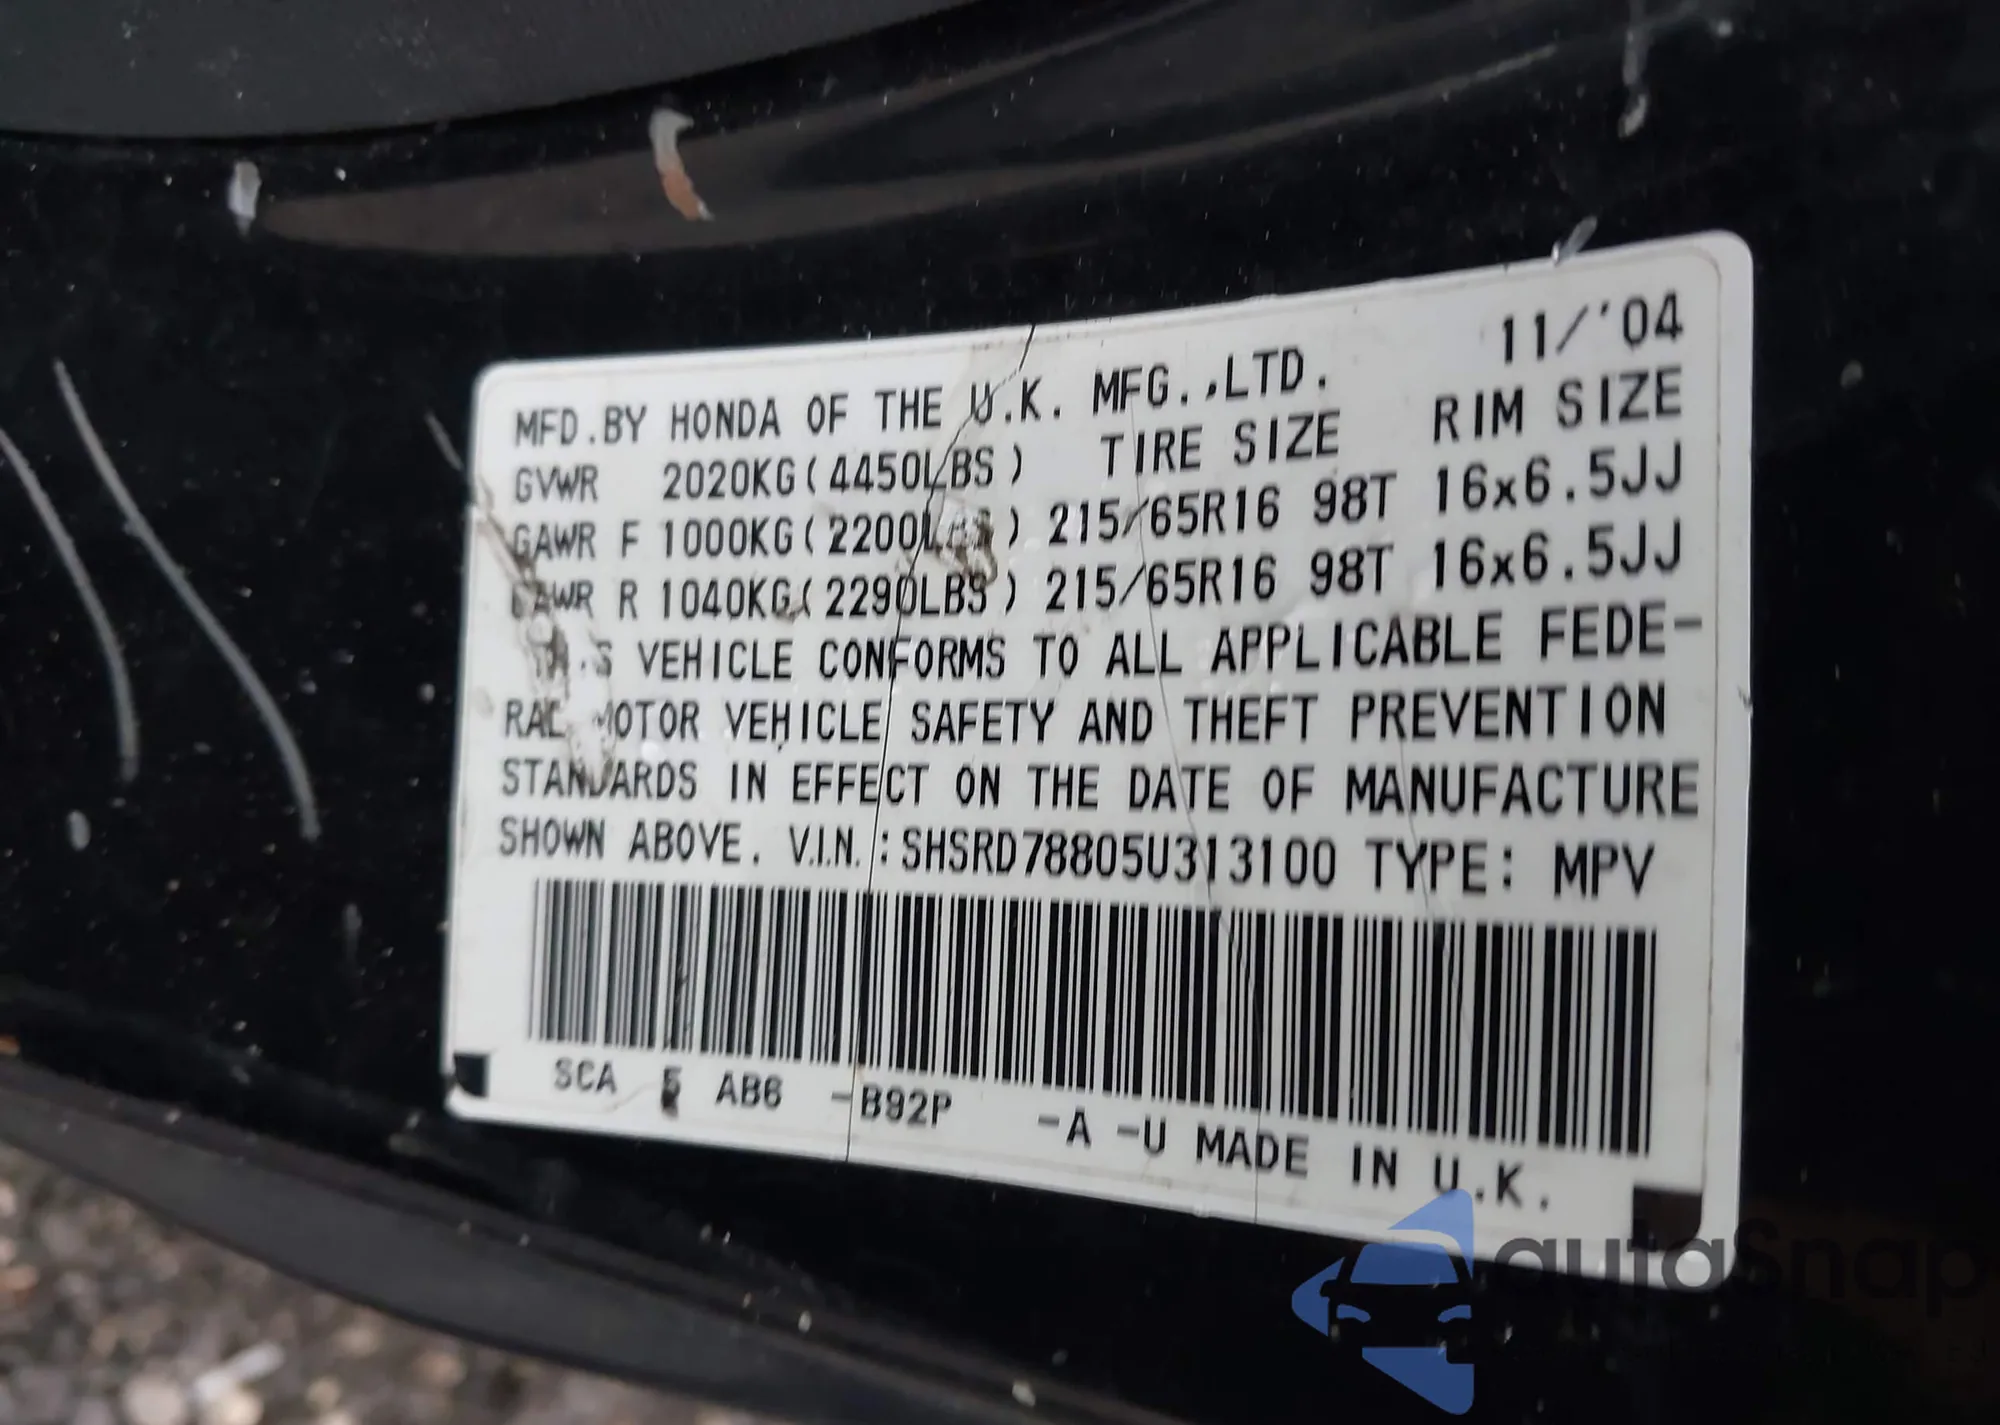 11/'04
MFD.BY HONDA OF THE U.K. MFG.,LTD.
GVWR 2020KG(4450LBS) TIRE SIZE RIM SIZE
GAWR F 1000KG(2200LBS) 215/65R16 98T 16x6.5JJ
GAWR R 1040KG(2290LBS) 215/65R16 98T 16x6.5JJ
THIS VEHICLE CONFORMS TO ALL APPLICABLE FEDE-
RAL MOTOR VEHICLE SAFETY AND THEFT PREVENTION
STANDARDS IN EFFECT ON THE DATE OF MANUFACTURE
SHOWN ABOVE. V.I.N.:SHSRD78805U313100 TYPE: MPV
SCA 5 AB6 -B92P -A -U MADE IN U.K.
autaSnap